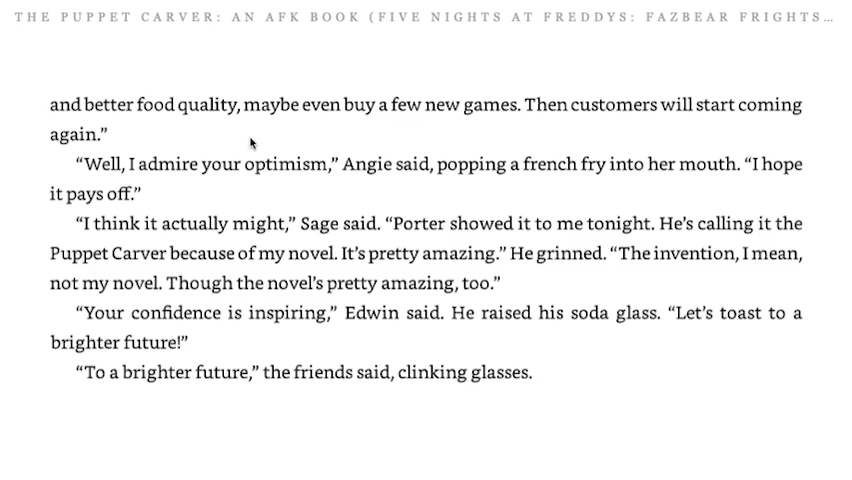 THE PUPPET CARVER: AN AFK BOOK (FIVE NIGHTS AT FREDDYS: FAZBEAR FRIGHTS…
and better food quality, maybe even buy a few new games. Then customers will start coming
again.”
“Well, I admire your optimism,” Angie said, popping a french fry into her mouth. “I hope
it pays off.”
“I think it actually might,” Sage said. “Porter showed it to me tonight. He’s calling it the
Puppet Carver because of my novel. It’s pretty amazing.” He grinned. “The invention, I mean,
not my novel. Though the novel’s pretty amazing, too.”
“Your confidence is inspiring,” Edwin said. He raised his soda glass. “Let’s toast to a
brighter future!”
“To a brighter future,” the friends said, clinking glasses.